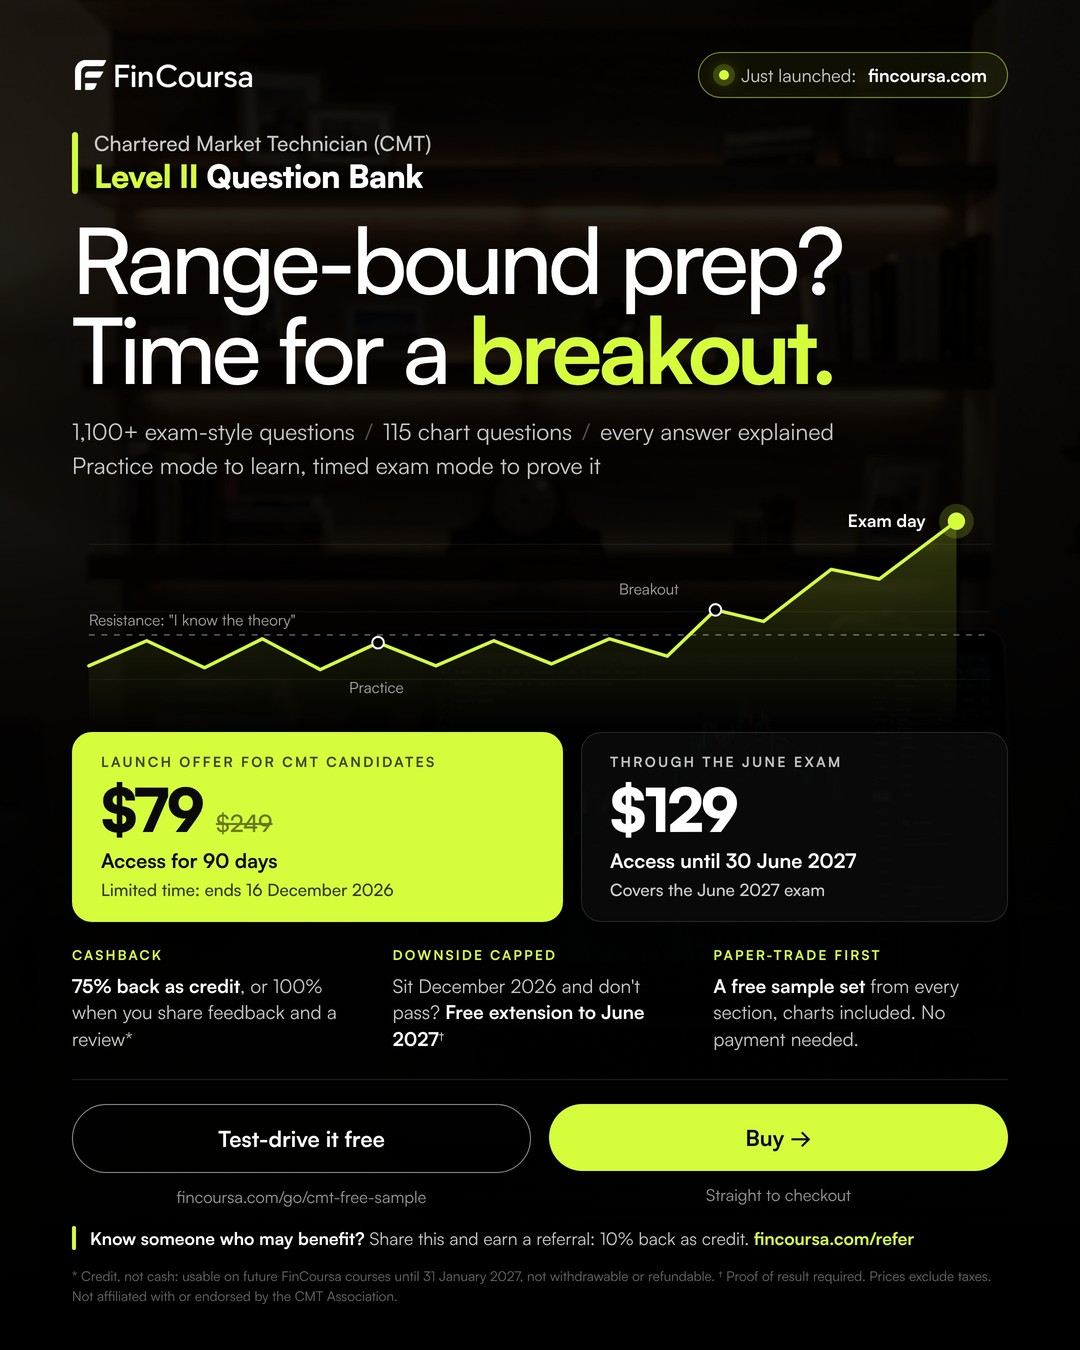 FinCoursa
Just launched: fincoursa.com
Chartered Market Technician (CMT)
Level II Question Bank
Range-bound prep?
Time for a breakout.
1,100+ exam-style questions / 115 chart questions / every answer explained
Practice mode to learn, timed exam mode to prove it
Exam day
Breakout
Resistance: "I know the theory"
Practice
LAUNCH OFFER FOR CMT CANDIDATES
$79 $249
Access for 90 days
Limited time: ends 16 December 2026
THROUGH THE JUNE EXAM
$129
Access until 30 June 2027
Covers the June 2027 exam
CASHBACK
75% back as credit, or 100%
when you share feedback and a
review*
DOWNSIDE CAPPED
Sit December 2026 and don't
pass? Free extension to June
2027†
PAPER-TRADE FIRST
A free sample set from every
section, charts included. No
payment needed.
Test-drive it free
fincoursa.com/go/cmt-free-sample
Buy →
Straight to checkout
Know someone who may benefit? Share this and earn a referral: 10% back as credit. fincoursa.com/refer
* Credit, not cash: usable on future FinCoursa courses until 31 January 2027, not withdrawable or refundable. † Proof of result required. Prices exclude taxes.
Not affiliated with or endorsed by the CMT Association.